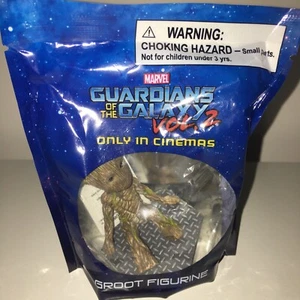 WARNING:
CHOKING HAZARD – Small parts.
Not for children under 3 yrs.
MARVEL
GUARDIANS
OF THE GALAXY
VOL. 2
ONLY IN CINEMAS
GROOT FIGURINE